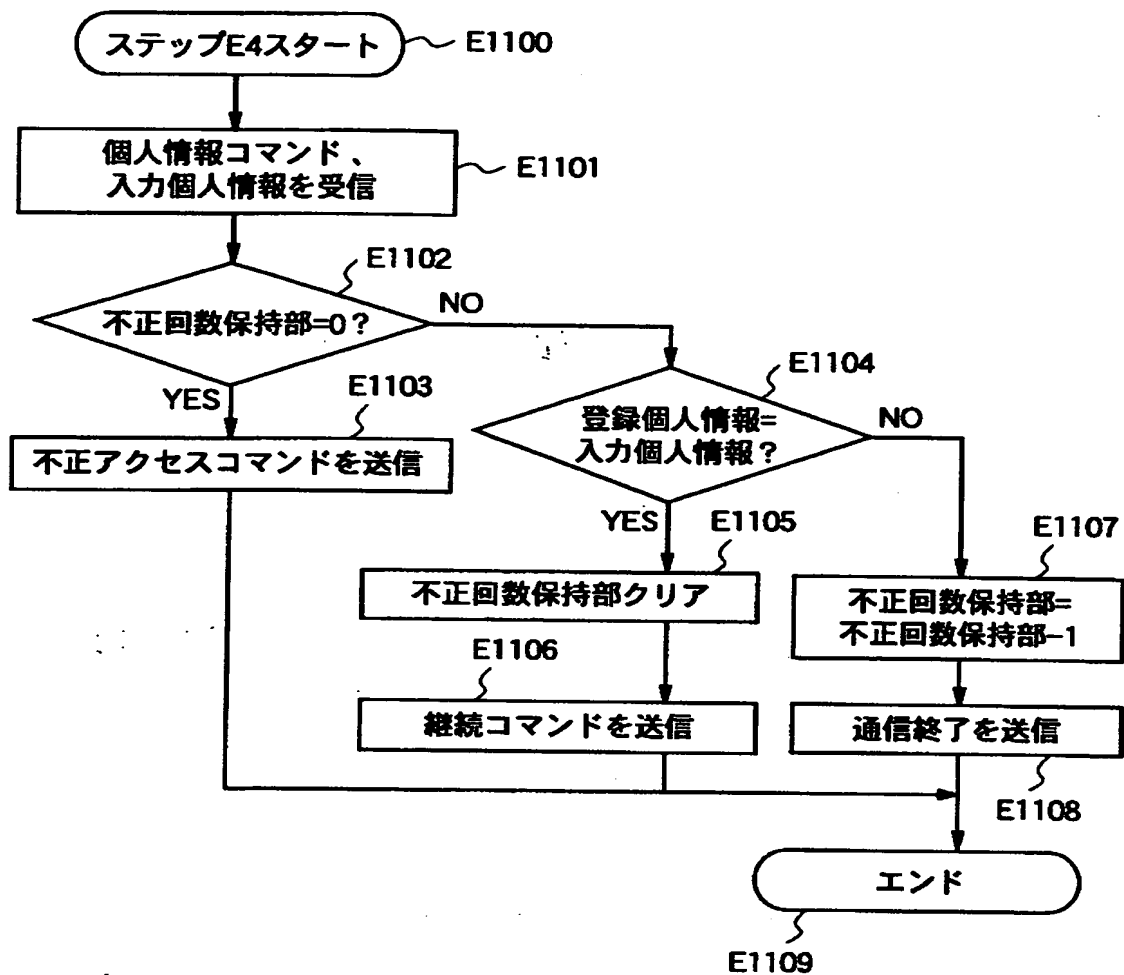 ステップE4スタート
E1100
個人情報コマンド、
入力個人情報を受信
E1101
E1102
不正回数保持部=0?
NO
YES
E1103
不正アクセスコマンドを送信
E1104
登録個人情報=
入力個人情報?
NO
YES
E1105
不正回数保持部クリア
E1106
継続コマンドを送信
E1107
不正回数保持部=
不正回数保持部-1
通信終了を送信
E1108
エンド
E1109